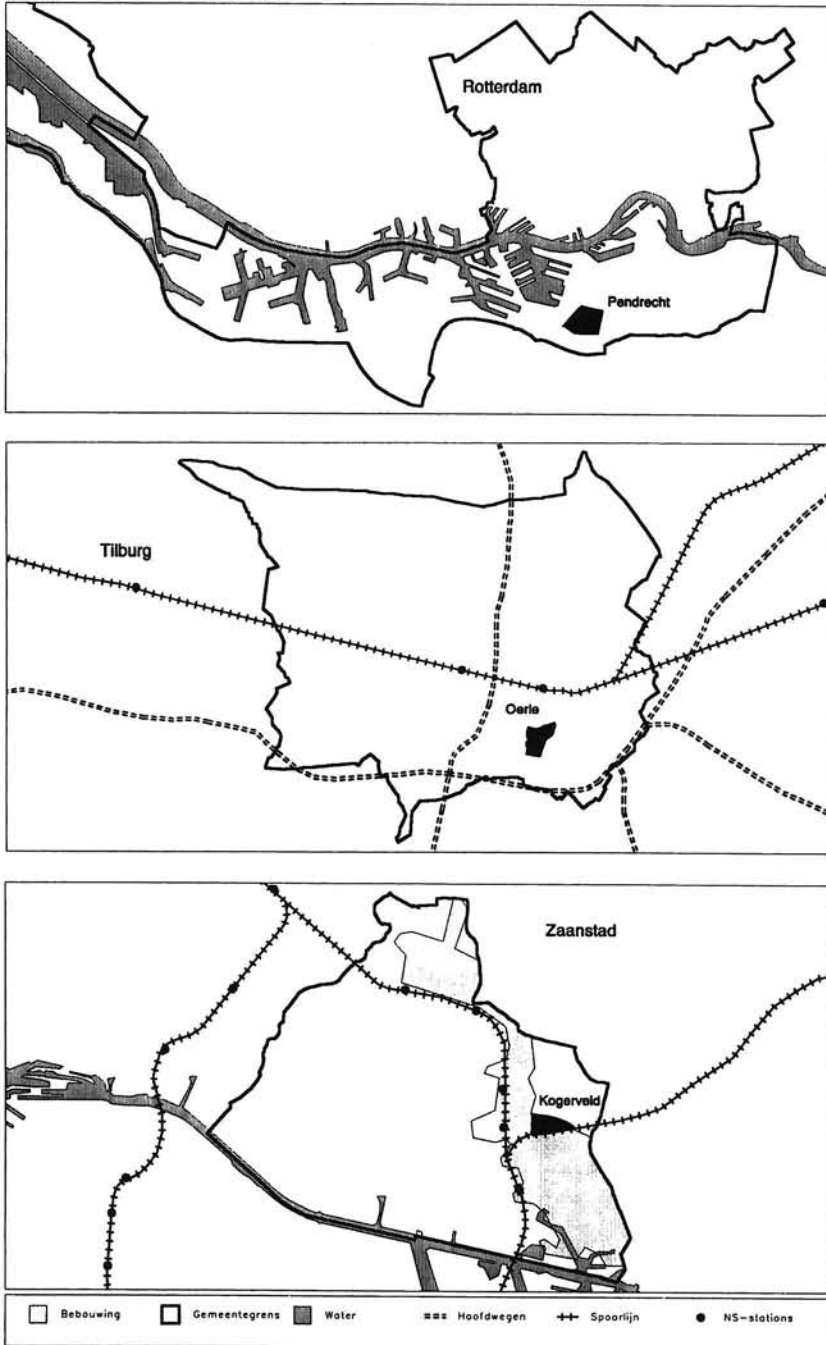 Rotterdam
Pendrecht
Tilburg
Oerle
Zaanstad
Kogerveld
Bebouwing Gemeentegrens Water Hoofdwegen Spoorlijn NS-stations